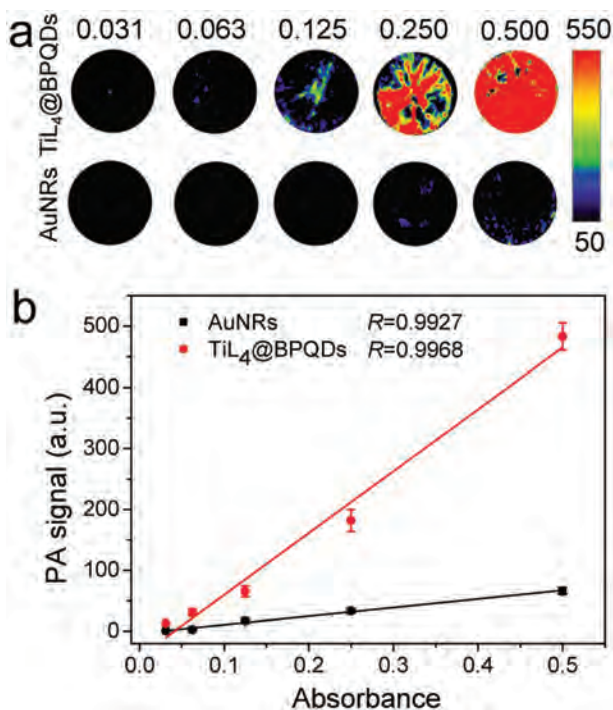 a
0.031 0.063 0.125 0.250 0.500
550
TiL₄@BPQDs
AuNRs
50
b
AuNRs R=0.9927
TiL₄@BPQDs R=0.9968
500
400
300
200
100
0
PA signal (a.u.)
0.0 0.1 0.2 0.3 0.4 0.5
Absorbance